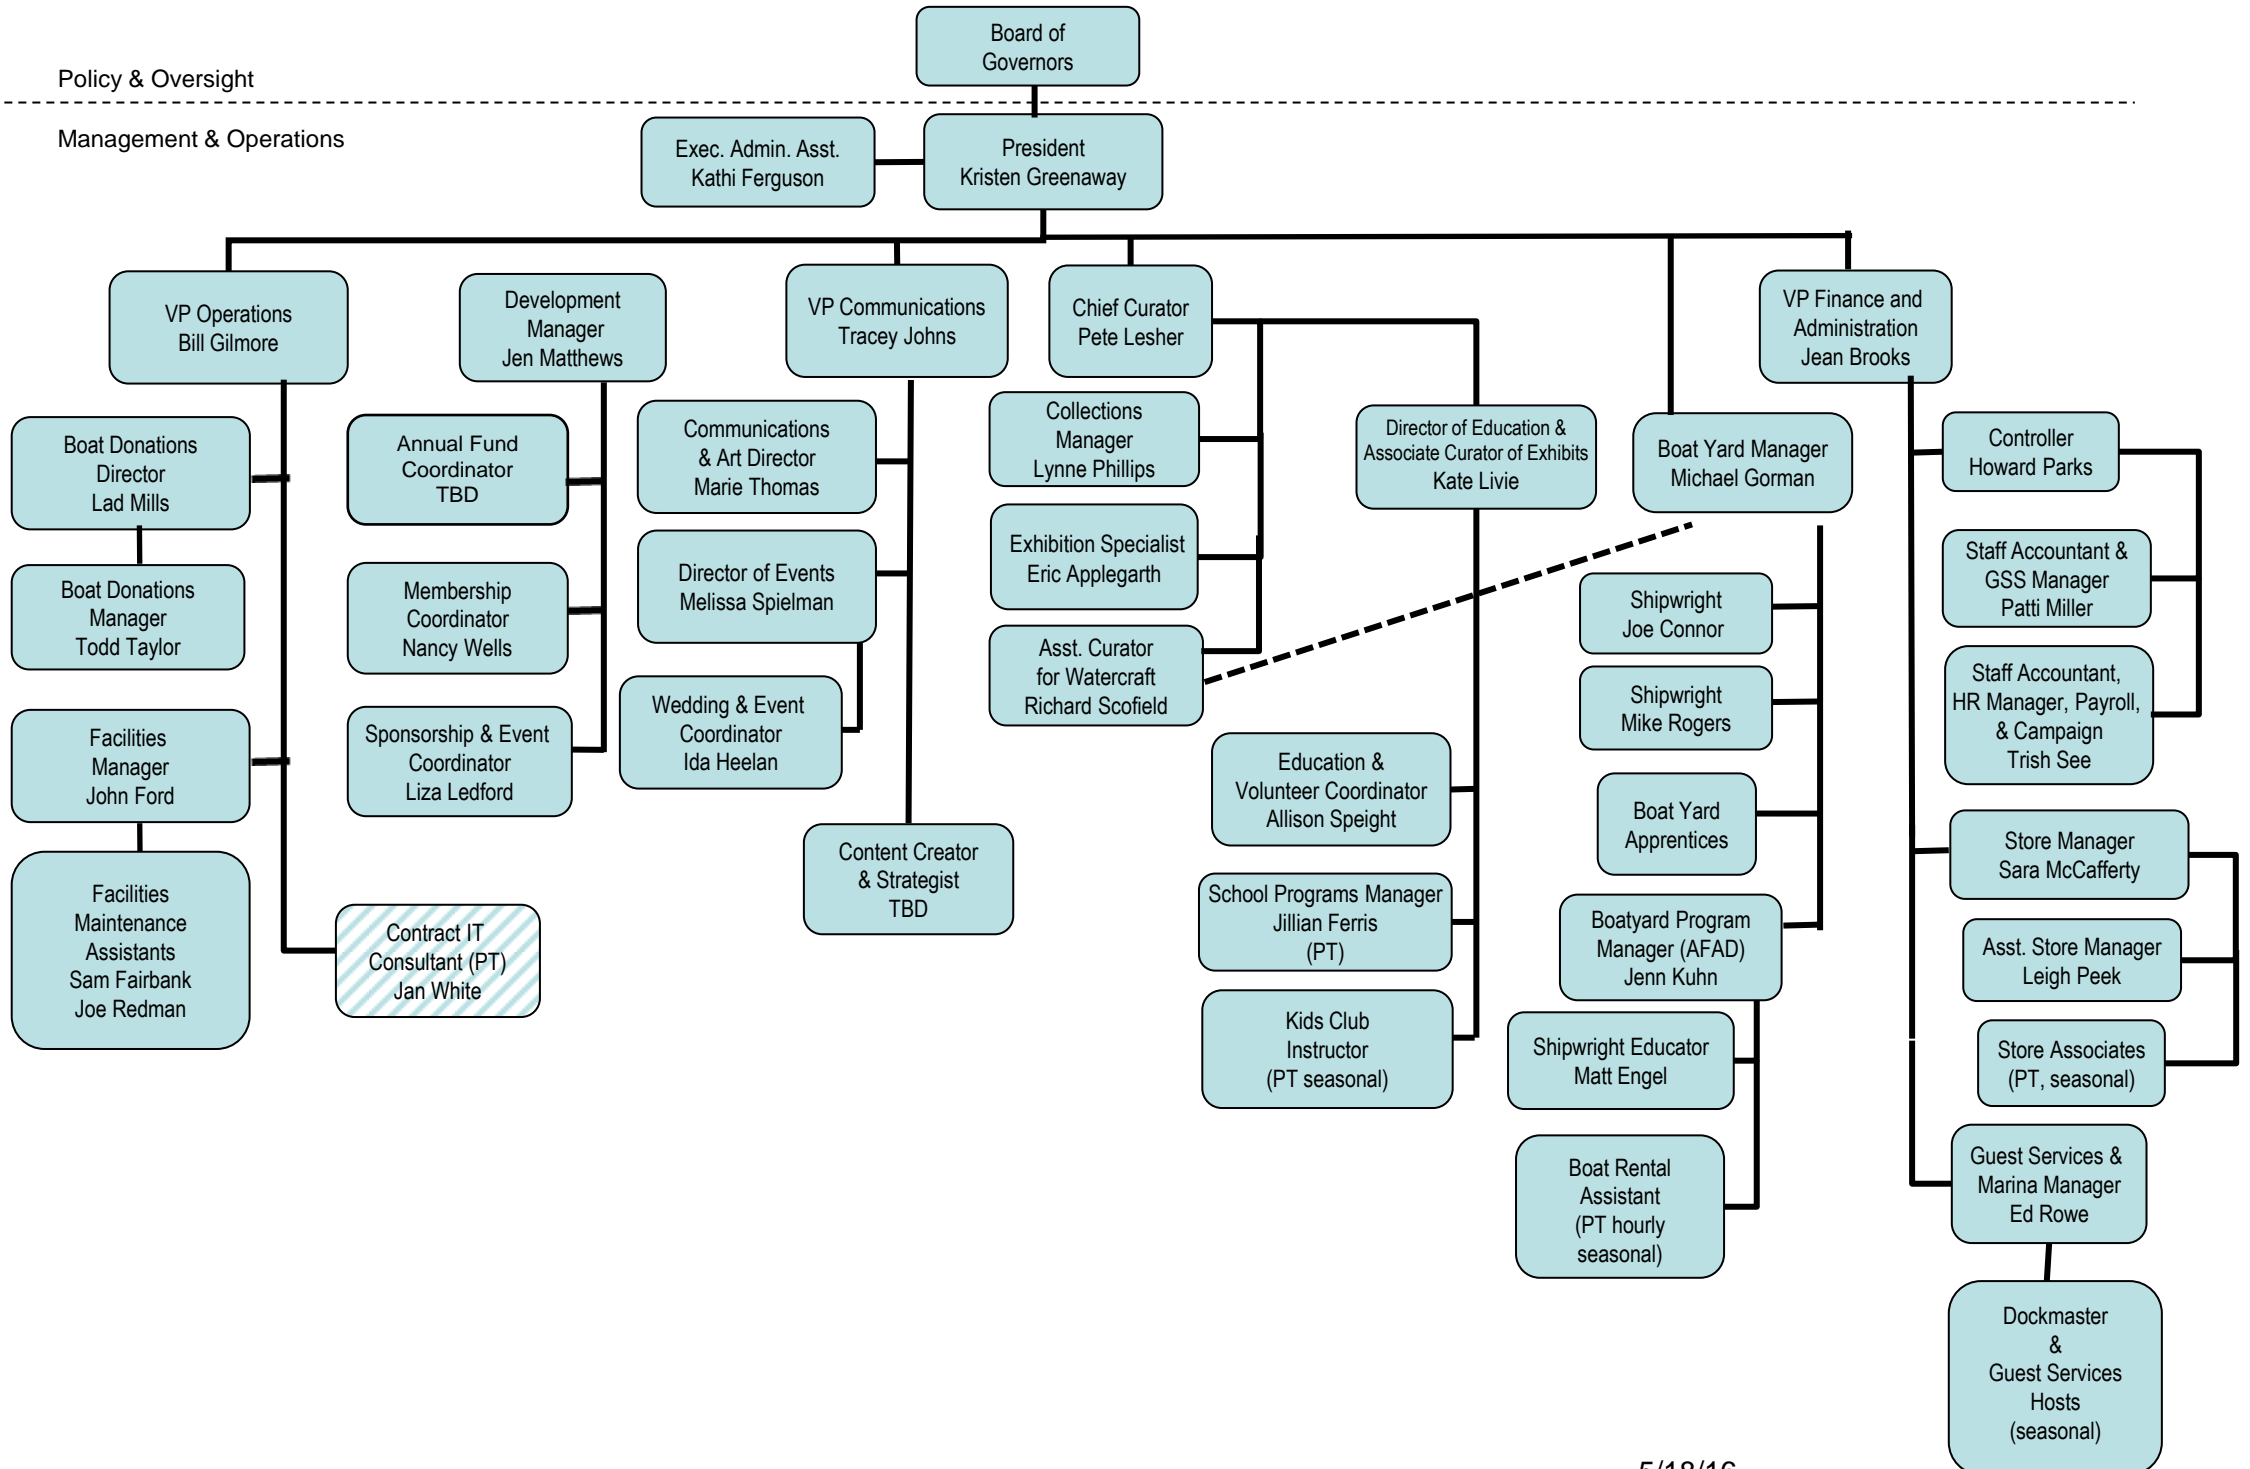 Board of
Governors
Policy & Oversight
Management & Operations
Exec. Admin. Asst.
Kathi Ferguson
President
Kristen Greenaway
VP Operations
Bill Gilmore
Development
Manager
Jen Matthews
VP Communications
Tracey Johns
Chief Curator
Pete Lesher
VP Finance and
Administration
Jean Brooks
Boat Donations
Director
Lad Mills
Boat Donations
Manager
Todd Taylor
Facilities
Manager
John Ford
Facilities
Maintenance
Assistants
Sam Fairbank
Joe Redman
Contract IT
Consultant (PT)
Jan White
Annual Fund
Coordinator
TBD
Membership
Coordinator
Nancy Wells
Sponsorship & Event
Coordinator
Liza Ledford
Communications
& Art Director
Marie Thomas
Director of Events
Melissa Spielman
Wedding & Event
Coordinator
Ida Heelan
Content Creator
& Strategist
TBD
Collections
Manager
Lynne Phillips
Exhibition Specialist
Eric Applegarth
Asst. Curator
for Watercraft
Richard Scofield
Director of Education &
Associate Curator of Exhibits
Kate Livie
Education &
Volunteer Coordinator
Allison Speight
School Programs Manager
Jillian Ferris
(PT)
Kids Club
Instructor
(PT seasonal)
Boat Yard Manager
Michael Gorman
Shipwright
Joe Connor
Shipwright
Mike Rogers
Boat Yard
Apprentices
Boatyard Program
Manager (AFAD)
Jenn Kuhn
Shipwright Educator
Matt Engel
Boat Rental
Assistant
(PT hourly
seasonal)
Controller
Howard Parks
Staff Accountant &
GSS Manager
Patti Miller
Staff Accountant,
HR Manager, Payroll,
& Campaign
Trish See
Store Manager
Sara McCafferty
Asst. Store Manager
Leigh Peek
Store Associates
(PT, seasonal)
Guest Services &
Marina Manager
Ed Rowe
Dockmaster
&
Guest Services
Hosts
(seasonal)
5/18/16